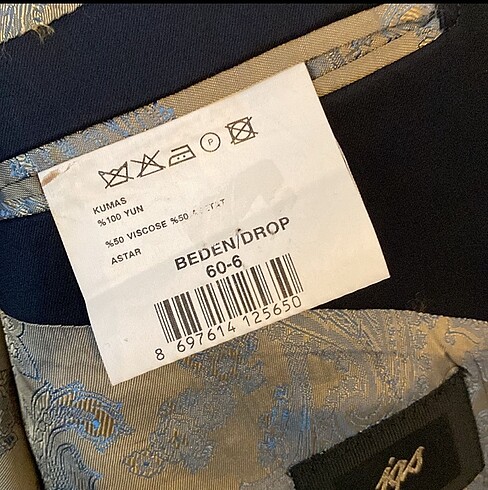 P
KUMAS
%100 YUN
%50 VISCOSE %50
ASTAR
BEDEN/DROP
60-6
8 697614 125650